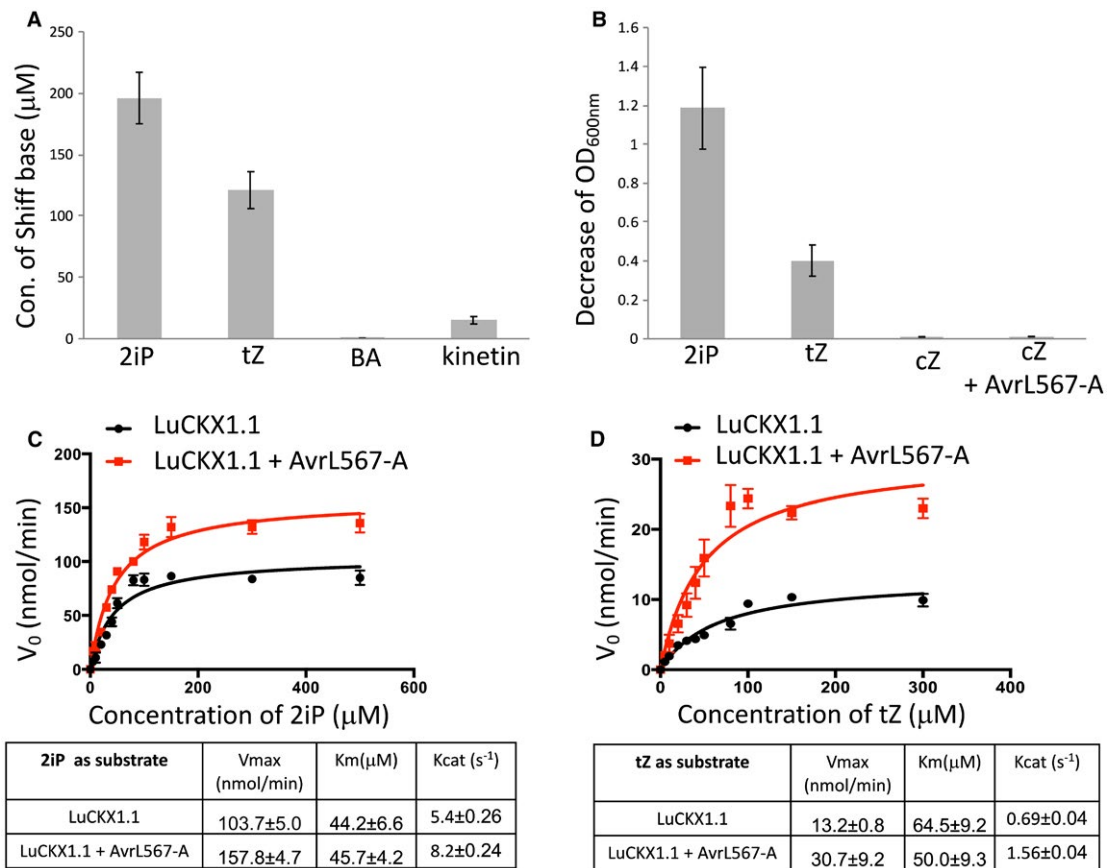 A
Con. of Shiff base (μM)
250
200
150
100
50
0
2iP tZ BA kinetin
B
Decrease of OD600nm
1.6
1.4
1.2
1
0.8
0.6
0.4
0.2
0
2iP tZ cZ cZ
+ AvrL567-A
C
LuCKX1.1
LuCKX1.1 + AvrL567-A
V0 (nmol/min)
200
150
100
50
0
0 200 400 600
Concentration of 2iP (μM)
D
LuCKX1.1
LuCKX1.1 + AvrL567-A
V0 (nmol/min)
30
20
10
0
0 100 200 300 400
Concentration of tZ (μM)
2iP as substrate Vmax (nmol/min) Km(μM) Kcat (s-1)
LuCKX1.1 103.7±5.0 44.2±6.6 5.4±0.26
LuCKX1.1 + AvrL567-A 157.8±4.7 45.7±4.2 8.2±0.24
tZ as substrate Vmax (nmol/min) Km(μM) Kcat (s-1)
LuCKX1.1 13.2±0.8 64.5±9.2 0.69±0.04
LuCKX1.1 + AvrL567-A 30.7±9.2 50.0±9.3 1.56±0.04